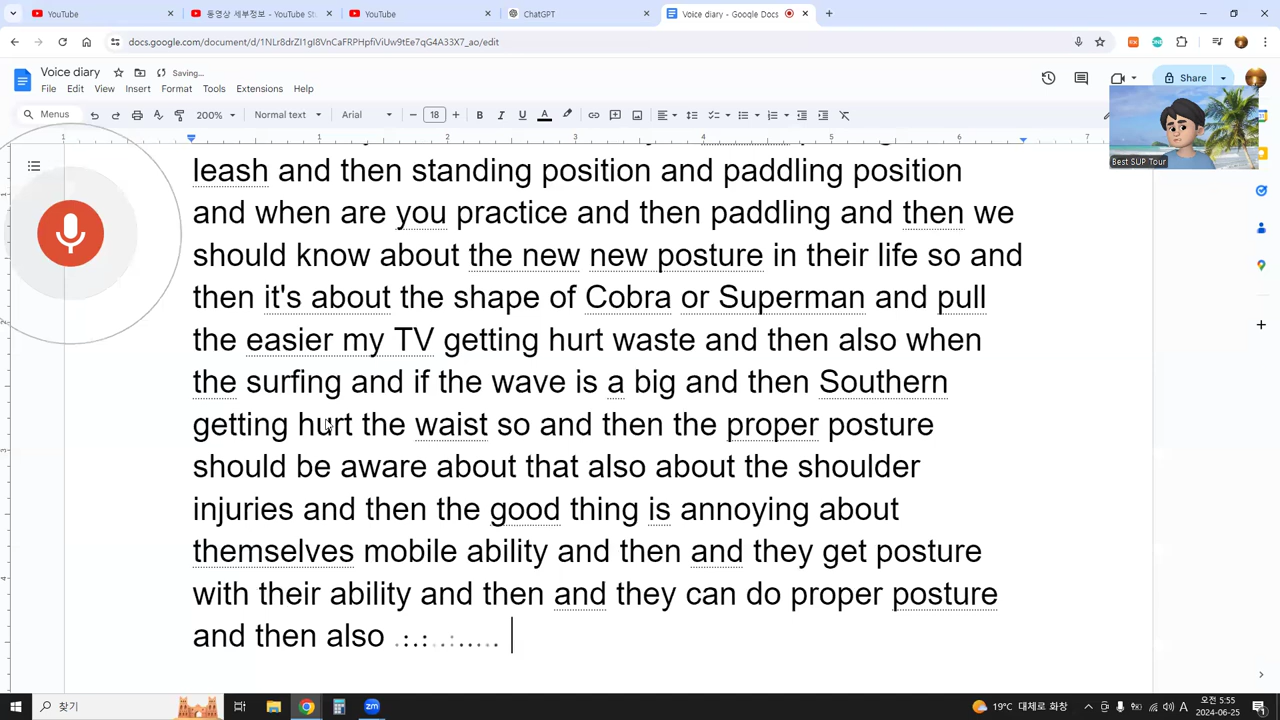 YouTube
동영상 세부정보 - YouTube St
YouTube
ChatGPT
Voice diary - Google Docs
docs.google.com/document/d/1NLr8drZI1gI8VnCaFRPHpfiViUw9tEe7qG4A33X7_ao/edit
Voice diary
Saving...
File Edit View Insert Format Tools Extensions Help
Share
Menus
200%
Normal text
Arial
18
B I U A
Best SUP Tour
leash and then standing position and paddling position
and when are you practice and then paddling and then we
should know about the new new posture in their life so and
then it's about the shape of Cobra or Superman and pull
the easier my TV getting hurt waste and then also when
the surfing and if the wave is a big and then Southern
getting hurt the waist so and then the proper posture
should be aware about that also about the shoulder
injuries and then the good thing is annoying about
themselves mobile ability and then and they get posture
with their ability and then and they can do proper posture
and then also
찾기
zm
19°C 대체로 화창
A
오전 5:55
2024-06-25